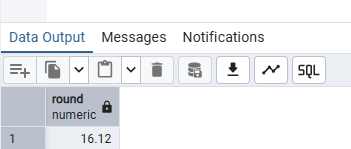 Data Output Messages Notifications
SQL
round
numeric
1 16.12